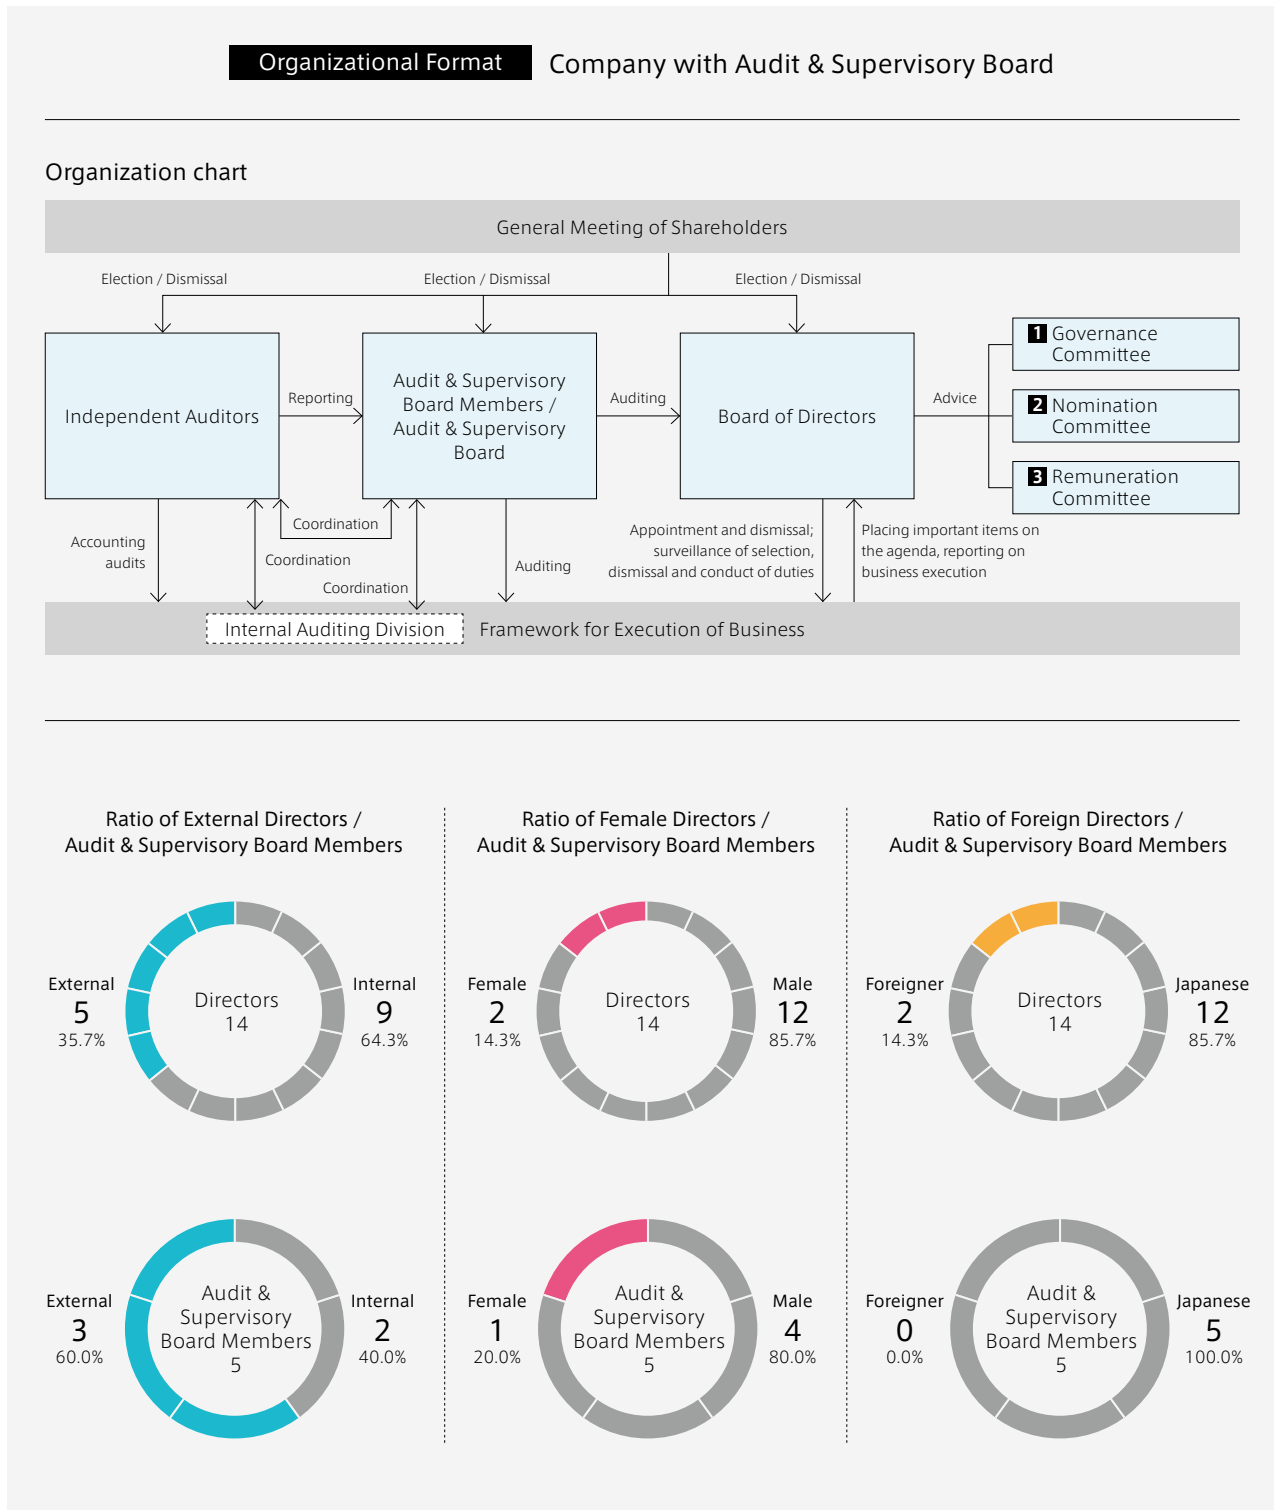 Organizational Format
Company with Audit & Supervisory Board
Organization chart
General Meeting of Shareholders
Election / Dismissal
Election / Dismissal
Election / Dismissal
Independent Auditors
Reporting
Audit & Supervisory
Board Members /
Audit & Supervisory
Board
Auditing
Board of Directors
Advice
1 Governance
Committee
2 Nomination
Committee
3 Remuneration
Committee
Accounting
audits
Coordination
Coordination
Coordination
Auditing
Appointment and dismissal;
surveillance of selection,
dismissal and conduct of duties
Placing important items on
the agenda, reporting on
business execution
Internal Auditing Division
Framework for Execution of Business
Ratio of External Directors /
Audit & Supervisory Board Members
External
5
35.7%
Directors
14
Internal
9
64.3%
External
3
60.0%
Audit &
Supervisory
Board Members
5
Internal
2
40.0%
Ratio of Female Directors /
Audit & Supervisory Board Members
Female
2
14.3%
Directors
14
Male
12
85.7%
Female
1
20.0%
Audit &
Supervisory
Board Members
5
Male
4
80.0%
Ratio of Foreign Directors /
Audit & Supervisory Board Members
Foreigner
2
14.3%
Directors
14
Japanese
12
85.7%
Foreigner
0
0.0%
Audit &
Supervisory
Board Members
5
Japanese
5
100.0%